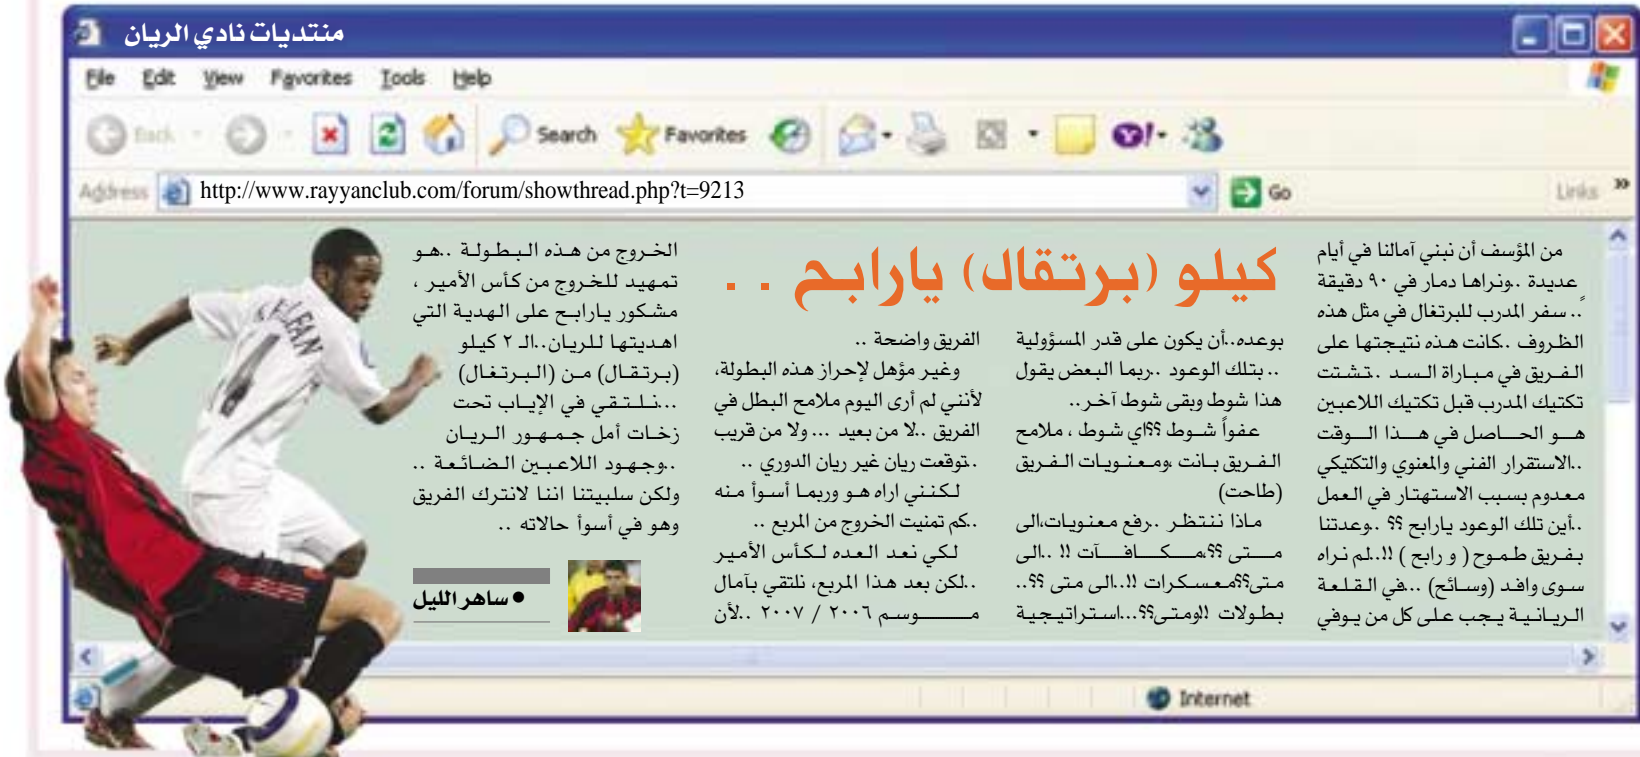 منتديات نادي الريان
File Edit View Favorites Tools Help
Back Search Favorites
Address http://www.rayyanclub.com/forum/showthread.php?t=9213 Go Links »
كيلو (برتقال) يارابح . .
من المؤسف أن نبني آمالنا في أيام
عديدة ..ونراها دمار في ٩٠ دقيقة
.. سفر المدرب للبرتغال في مثل هذه
الظروف ..كانت هذه نتيجتها على
الفريق في مباراة السد ..تشتت
تكتيك المدرب قبل تكتيك اللاعبين
هو الحاصل في هذا الوقت
..الاستقرار الفني والمعنوي والتكتيكي
معدوم بسبب الاستهتار في العمل
..أين تلك الوعود يارابح ؟؟ ..وعدتنا
بفريق طموح ( و رابح ) !!..لم نراه
سوى وافد (وسائح) ...في القلعة
الريانية يجب على كل من يوفي
بوعده..أن يكون على قدر المسؤولية
.. بتلك الوعود ..ربما البعض يقول
هذا شوط وبقى شوط آخر..
عفواً شوط ؟؟اي شوط ، ملامح
الفريق بانت ،ومعنويات الفريق
(طاحت)
ماذا ننتظر ..رفع معنويات،الى
متى ؟؟،مكافآت !! ..الى
متى؟؟معسكرات !!..الى متى ؟؟..
بطولات !!ومتى؟؟...استراتيجية
الفريق واضحة ..
وغير مؤهل لإحراز هذه البطولة،
لأنني لم أرى اليوم ملامح البطل في
الفريق ..لا من بعيد ... ولا من قريب
..توقعت ريان غير ريان الدوري ..
لكنني اراه هو وربما أسوأ منه
..كم تمنيت الخروج من المربع ..
لكي نعد العده لكأس الأمير
..لكن بعد هذا المربع، نلتقي بآمال
موسم ٢٠٠٦ / ٢٠٠٧ ..لأن
الخروج من هذه البطولة ..هو
تمهيد للخروج من كأس الأمير ،
مشكور يارابح على الهدية التي
اهديتها للريان..الـ ٢ كيلو
(برتقال) من (البرتغال)
...نلتقي في الإياب تحت
زخات أمل جمهور الريان
..وجهود اللاعبين الضائعة ..
ولكن سلبيتنا اننا لانترك الفريق
وهو في أسوأ حالاته ..
● ساهر الليل
Internet